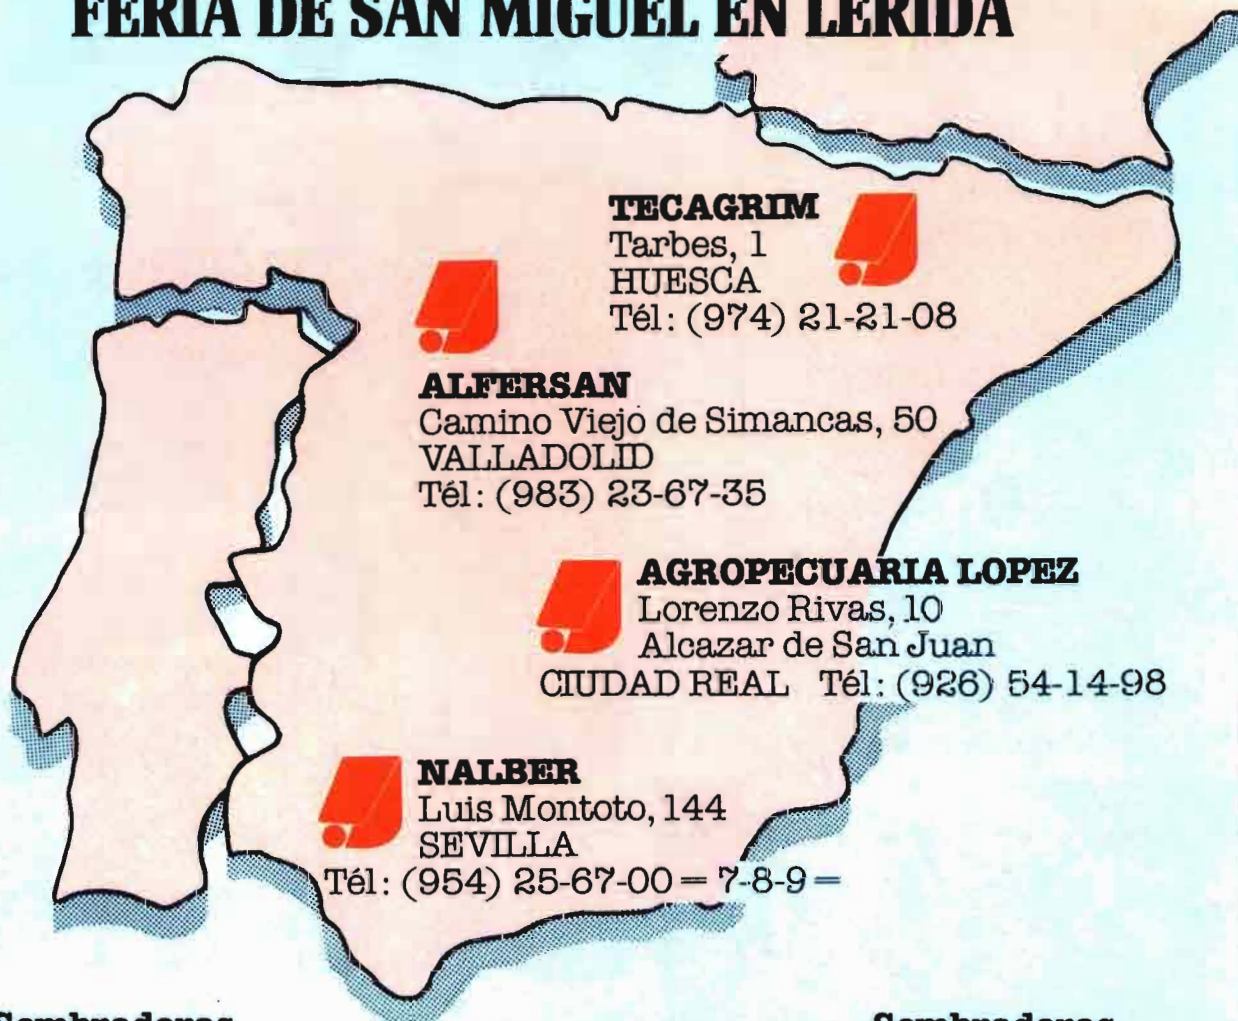 FERIA DE SAN MIGUEL EN LERIDA
TECAGRIM
Tarbes, 1
HUESCA
Tél: (974) 21-21-08
ALFERSAN
Camino Viejo de Simancas, 50
VALLADOLID
Tél: (983) 23-67-35
AGROPECUARIA LOPEZ
Lorenzo Rivas, 10
Alcazar de San Juan
CIUDAD REAL Tél: (926) 54-14-98
NALBER
Luis Montoto, 144
SEVILLA
Tél: (954) 25-67-00 = 7-8-9 =